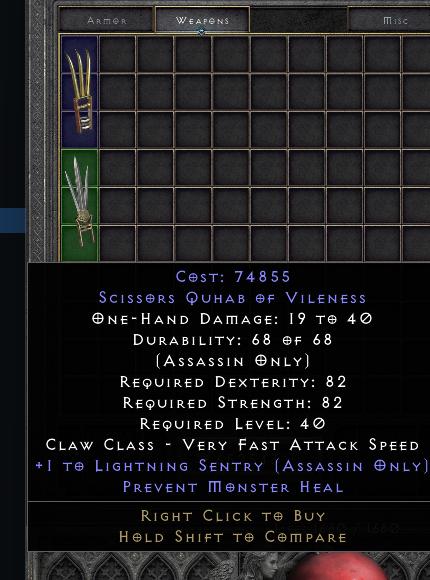 Armor
Weapons
Misc
Cost: 74855
Scissors Quhab of Vileness
One-Hand Damage: 19 to 40
Durability: 68 of 68
(Assassin Only)
Required Dexterity: 82
Required Strength: 82
Required Level: 40
Claw Class - Very Fast Attack Speed
+1 to Lightning Sentry (Assassin Only)
Prevent Monster Heal
Right Click to Buy
Hold Shift to Compare